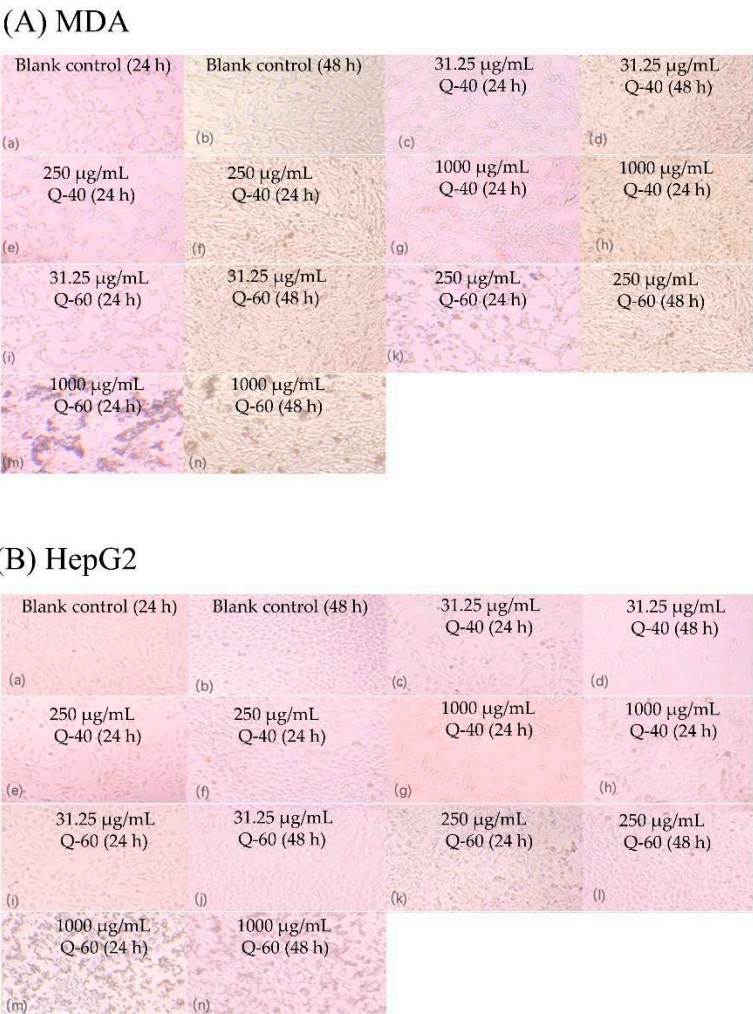 (A) MDA
Blank control (24 h)
(a)
Blank control (48 h)
(b)
31.25 µg/mL
Q-40 (24 h)
(c)
31.25 µg/mL
Q-40 (48 h)
(d)
250 µg/mL
Q-40 (24 h)
(e)
250 µg/mL
Q-40 (24 h)
(f)
1000 µg/mL
Q-40 (24 h)
(g)
1000 µg/mL
Q-40 (24 h)
(h)
31.25 µg/mL
Q-60 (24 h)
(i)
31.25 µg/mL
Q-60 (48 h)
250 µg/mL
Q-60 (24 h)
(k)
250 µg/mL
Q-60 (48 h)
1000 µg/mL
Q-60 (24 h)
(m)
1000 µg/mL
Q-60 (48 h)
(n)
(B) HepG2
Blank control (24 h)
(a)
Blank control (48 h)
(b)
31.25 µg/mL
Q-40 (24 h)
(c)
31.25 µg/mL
Q-40 (48 h)
(d)
250 µg/mL
Q-40 (24 h)
(e)
250 µg/mL
Q-40 (24 h)
(f)
1000 µg/mL
Q-40 (24 h)
(g)
1000 µg/mL
Q-40 (24 h)
(h)
31.25 µg/mL
Q-60 (24 h)
(i)
31.25 µg/mL
Q-60 (48 h)
(j)
250 µg/mL
Q-60 (24 h)
(k)
250 µg/mL
Q-60 (48 h)
(l)
1000 µg/mL
Q-60 (24 h)
(m)
1000 µg/mL
Q-60 (48 h)
(n)